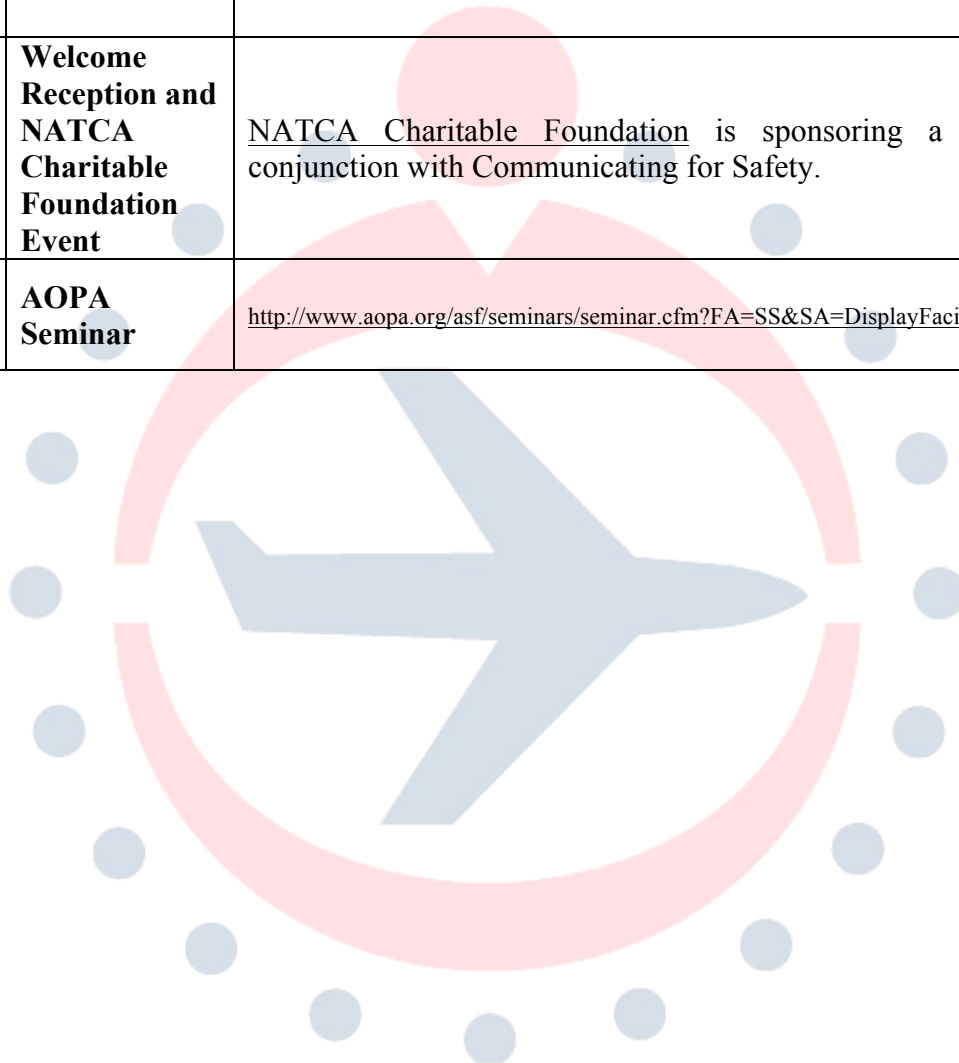 Welcome
Reception and
NATCA
Charitable
Foundation
Event
NATCA Charitable Foundation is sponsoring a
conjunction with Communicating for Safety.
AOPA
Seminar
http://www.aopa.org/asf/seminars/seminar.cfm?FA=SS&SA=DisplayFaci